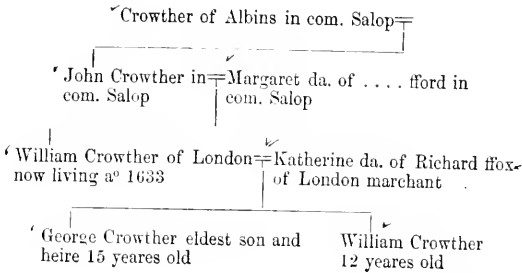 Crowther of Albins in com. Salop
John Crowther in
com. Salop
Margaret da. of . . . . fford in
com. Salop
William Crowther of London
now living aº 1633
Katherine da. of Richard ffox
of London marchant
George Crowther eldest son and
heire 15 yeares old
William Crowther
12 yeares old